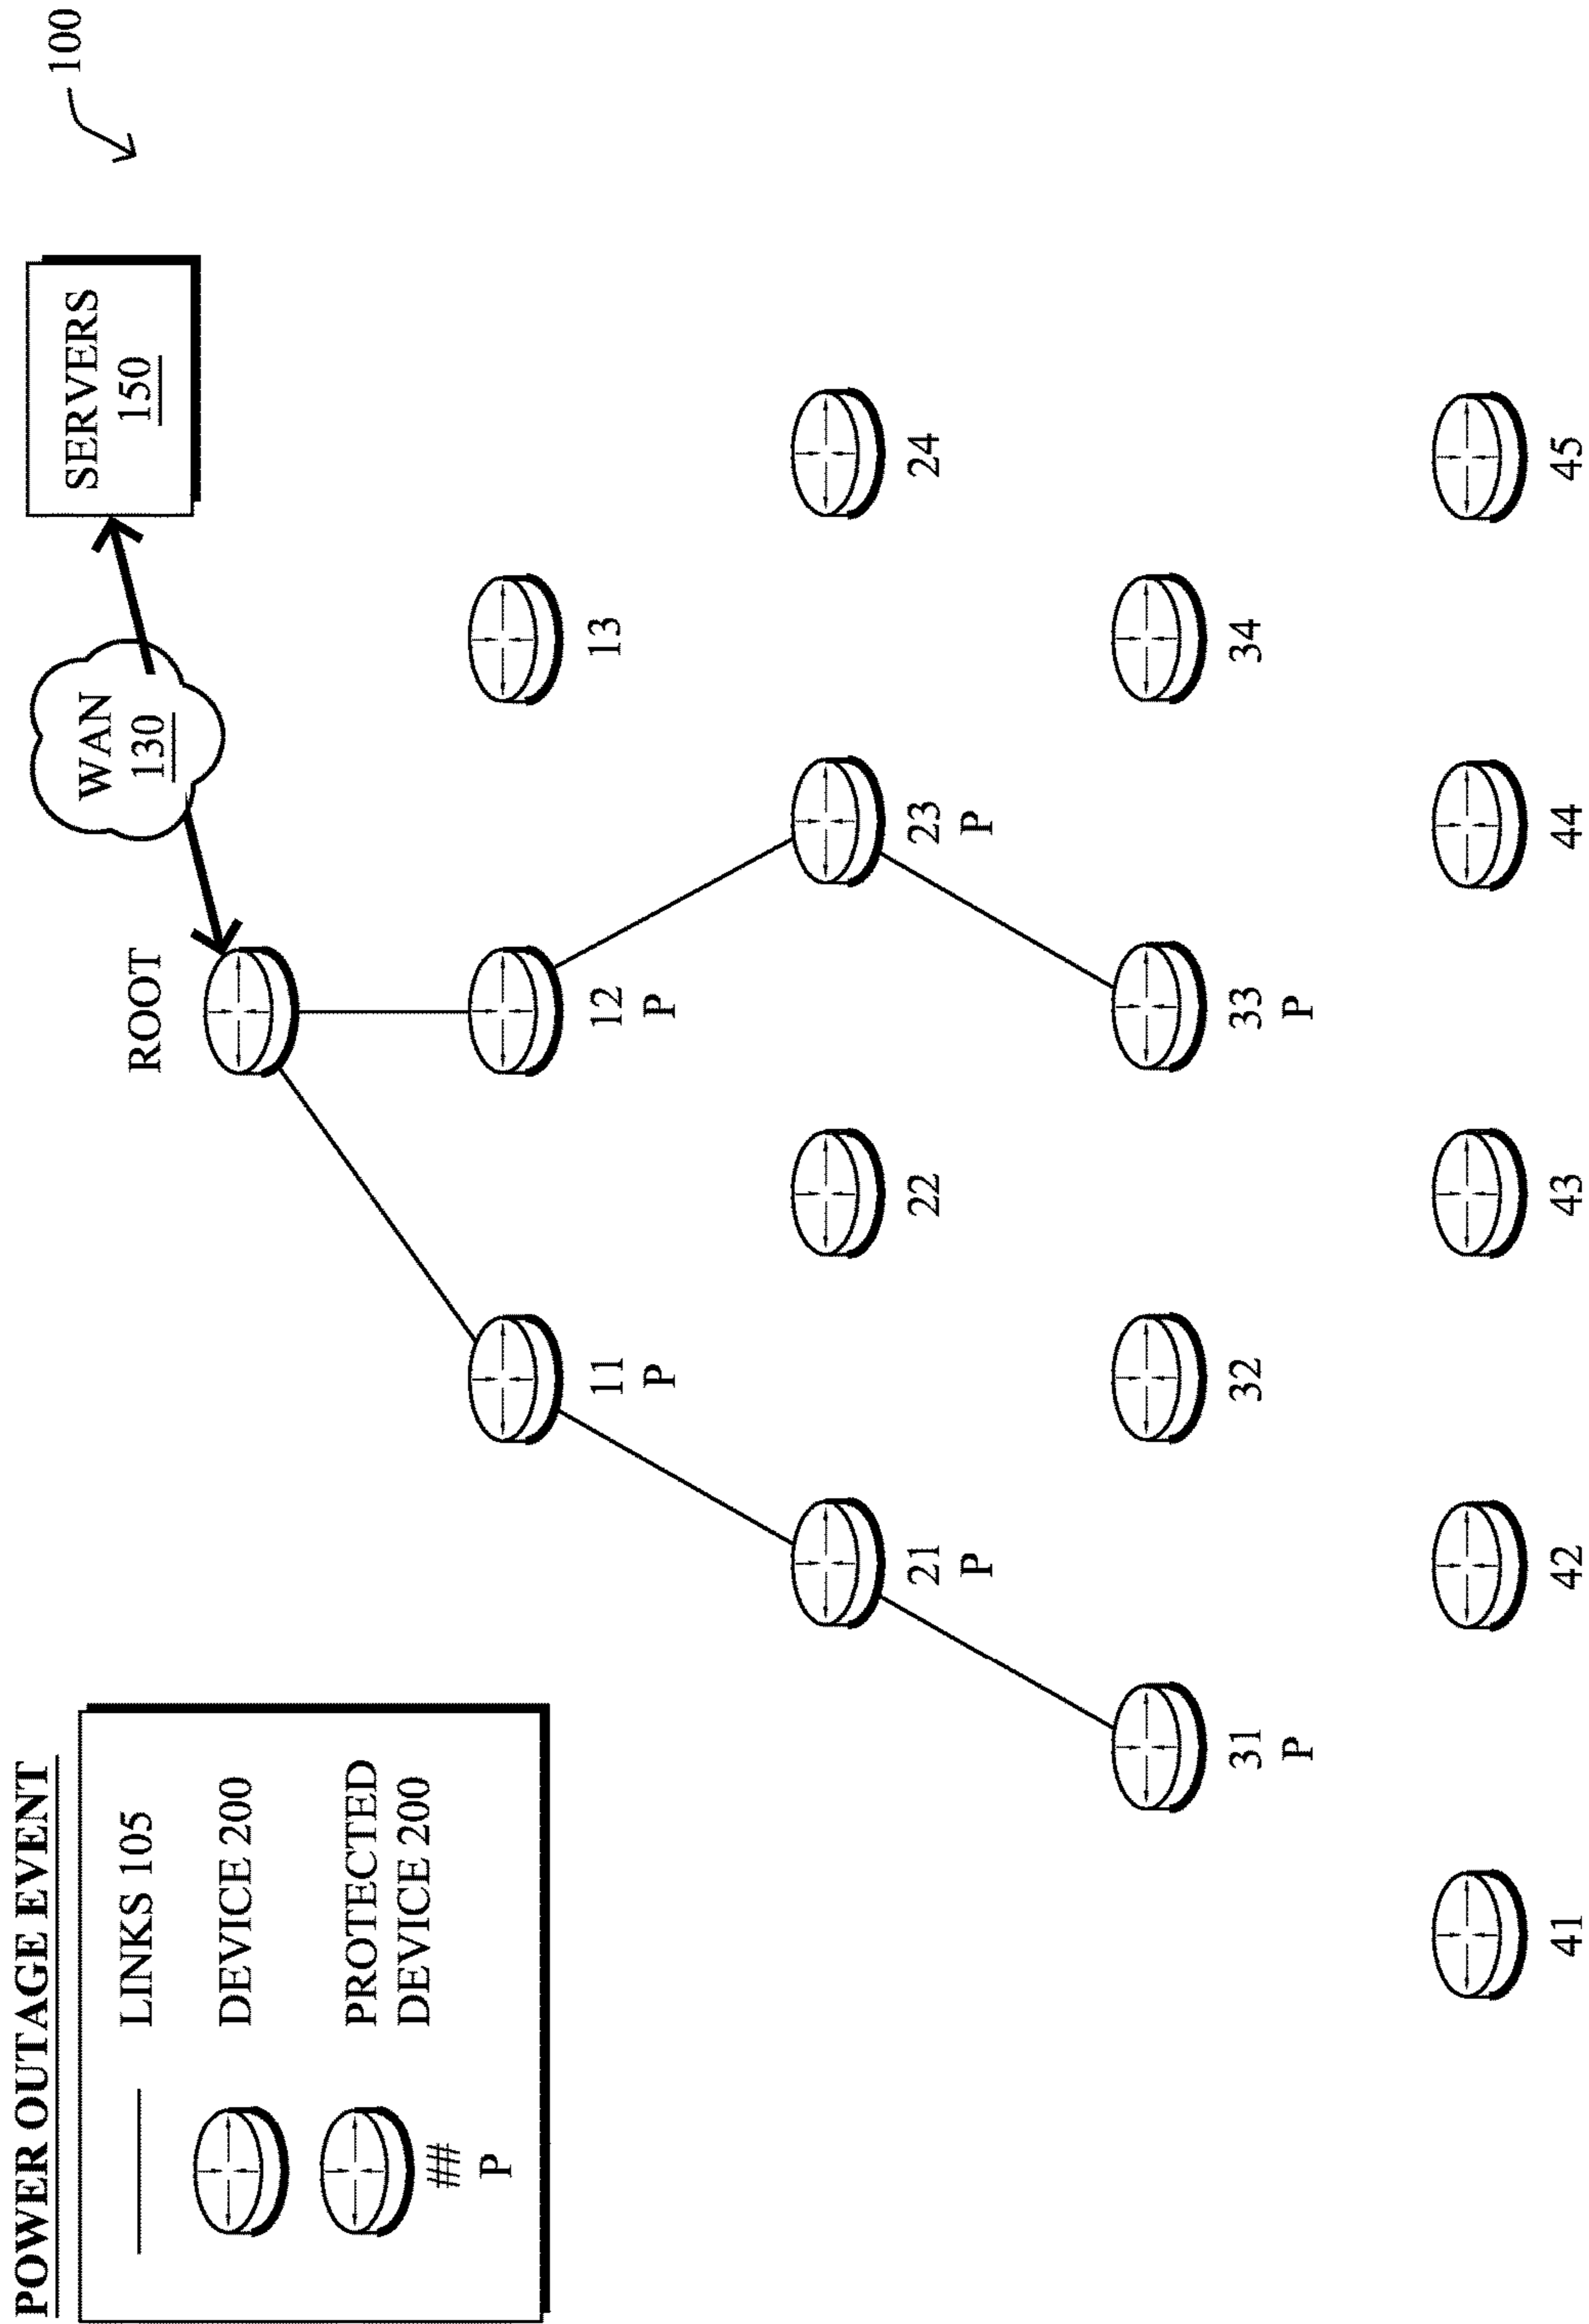 POWER OUTAGE EVENT
LINKS 105
DEVICE 200
PROTECTED
DEVICE 200
##
P
ROOT
WAN
130
SERVERS
150
100
11
P
12
P
13
21
P
22
23
P
24
31
P
32
33
P
34
41
42
43
44
45